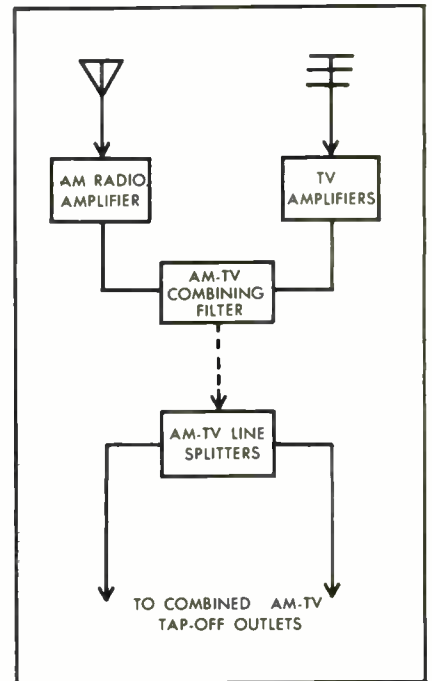 AM RADIO
AMPLIFIER
TV
AMPLIFIERS
AM-TV
COMBINING
FILTER
AM-TV LINE
SPLITTERS
TO COMBINED AM-TV
TAP-OFF OUTLETS